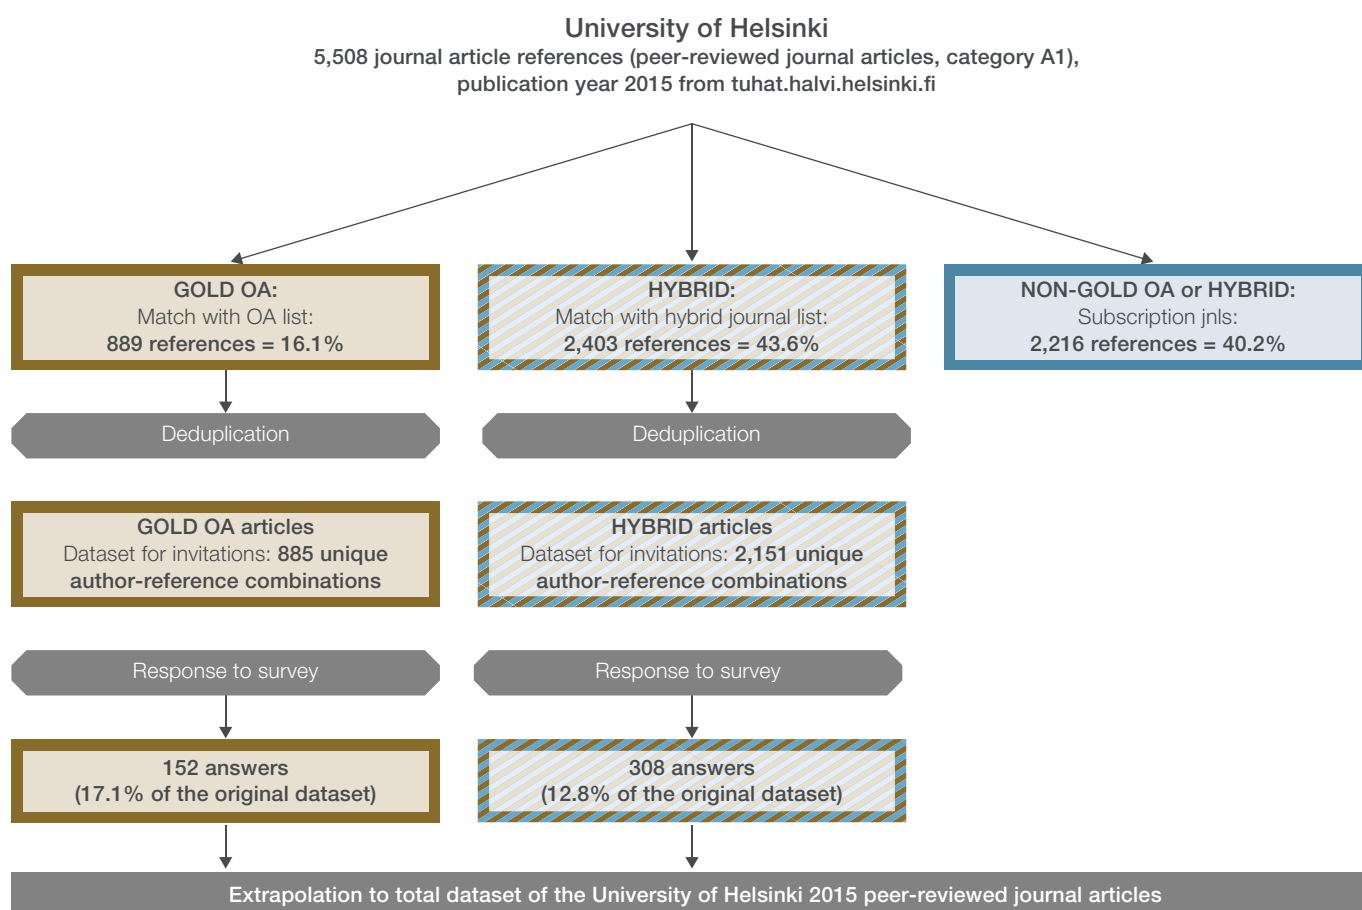 University of Helsinki
5,508 journal article references (peer-reviewed journal articles, category A1),
publication year 2015 from tuhat.halvi.helsinki.fi
GOLD OA:
Match with OA list:
889 references = 16.1%
HYBRID:
Match with hybrid journal list:
2,403 references = 43.6%
NON-GOLD OA or HYBRID:
Subscription jnls:
2,216 references = 40.2%
Deduplication
Deduplication
GOLD OA articles
Dataset for invitations: 885 unique
author-reference combinations
HYBRID articles
Dataset for invitations: 2,151 unique
author-reference combinations
Response to survey
Response to survey
152 answers
(17.1% of the original dataset)
308 answers
(12.8% of the original dataset)
Extrapolation to total dataset of the University of Helsinki 2015 peer-reviewed journal articles